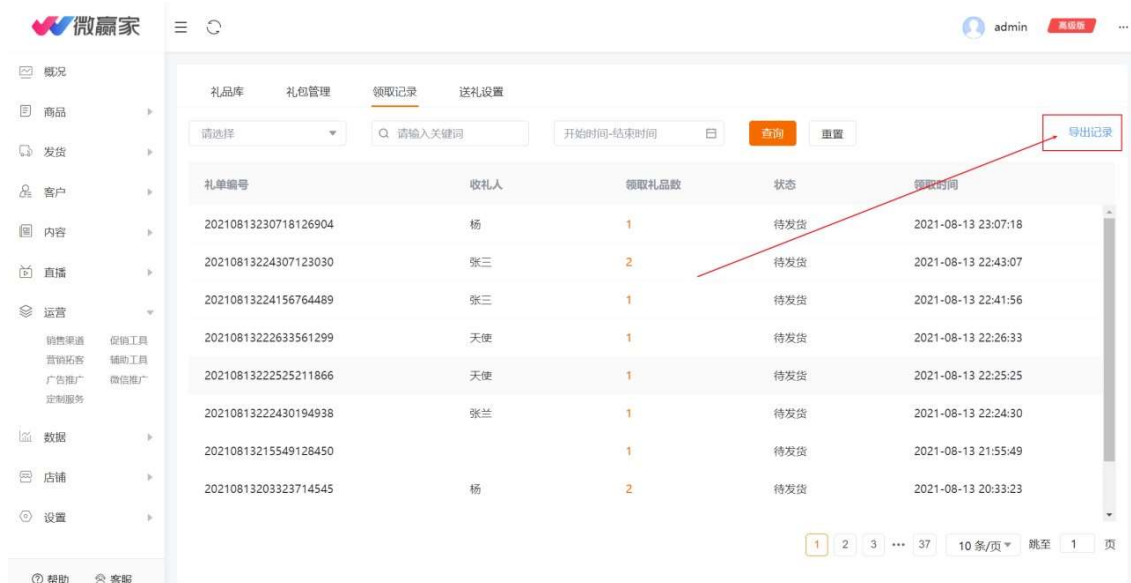 微赢家
admin
高级版
概况
商品
发货
客户
内容
直播
运营
销售渠道 促销工具
营销拓客 辅助工具
广告推广 微信推广
定制服务
数据
店铺
设置
帮助 客服
礼品库 礼包管理 领取记录 送礼设置
请选择 请输入关键词 开始时间-结束时间 查询 重置 导出记录
礼单编号 收礼人 领取礼品数 状态 领取时间
20210813230718126904 杨 1 待发货 2021-08-13 23:07:18
20210813224307123030 张三 2 待发货 2021-08-13 22:43:07
20210813224156764489 张三 1 待发货 2021-08-13 22:41:56
20210813222633561299 天使 1 待发货 2021-08-13 22:26:33
20210813222525211866 天使 1 待发货 2021-08-13 22:25:25
20210813222430194938 张兰 1 待发货 2021-08-13 22:24:30
20210813215549128450 1 待发货 2021-08-13 21:55:49
20210813203323714545 杨 2 待发货 2021-08-13 20:33:23
1 2 3 ••• 37 10 条/页 跳至 1 页